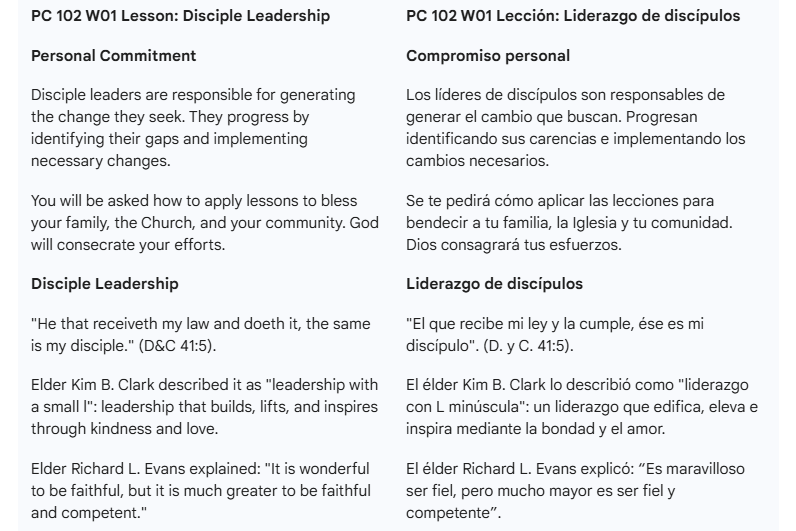 PC 102 W01 Lesson: Disciple Leadership
Personal Commitment
Disciple leaders are responsible for generating
the change they seek. They progress by
identifying their gaps and implementing
necessary changes.
You will be asked how to apply lessons to bless
your family, the Church, and your community. God
will consecrate your efforts.
Disciple Leadership
"He that receiveth my law and doeth it, the same
is my disciple." (D&C 41:5).
Elder Kim B. Clark described it as "leadership with
a small l": leadership that builds, lifts, and inspires
through kindness and love.
Elder Richard L. Evans explained: "It is wonderful
to be faithful, but it is much greater to be faithful
and competent."
PC 102 W01 Lección: Liderazgo de discípulos
Compromiso personal
Los líderes de discípulos son responsables de
generar el cambio que buscan. Progresan
identificando sus carencias e implementando los
cambios necesarios.
Se te pedirá cómo aplicar las lecciones para
bendecir a tu familia, la Iglesia y tu comunidad.
Dios consagrará tus esfuerzos.
Liderazgo de discípulos
"El que recibe mi ley y la cumple, ése es mi
discípulo". (D. y C. 41:5).
El élder Kim B. Clark lo describió como "liderazgo
con L minúscula": un liderazgo que edifica, eleva e
inspira mediante la bondad y el amor.
El élder Richard L. Evans explicó: “Es maravilloso
ser fiel, pero mucho mayor es ser fiel y
competente”.